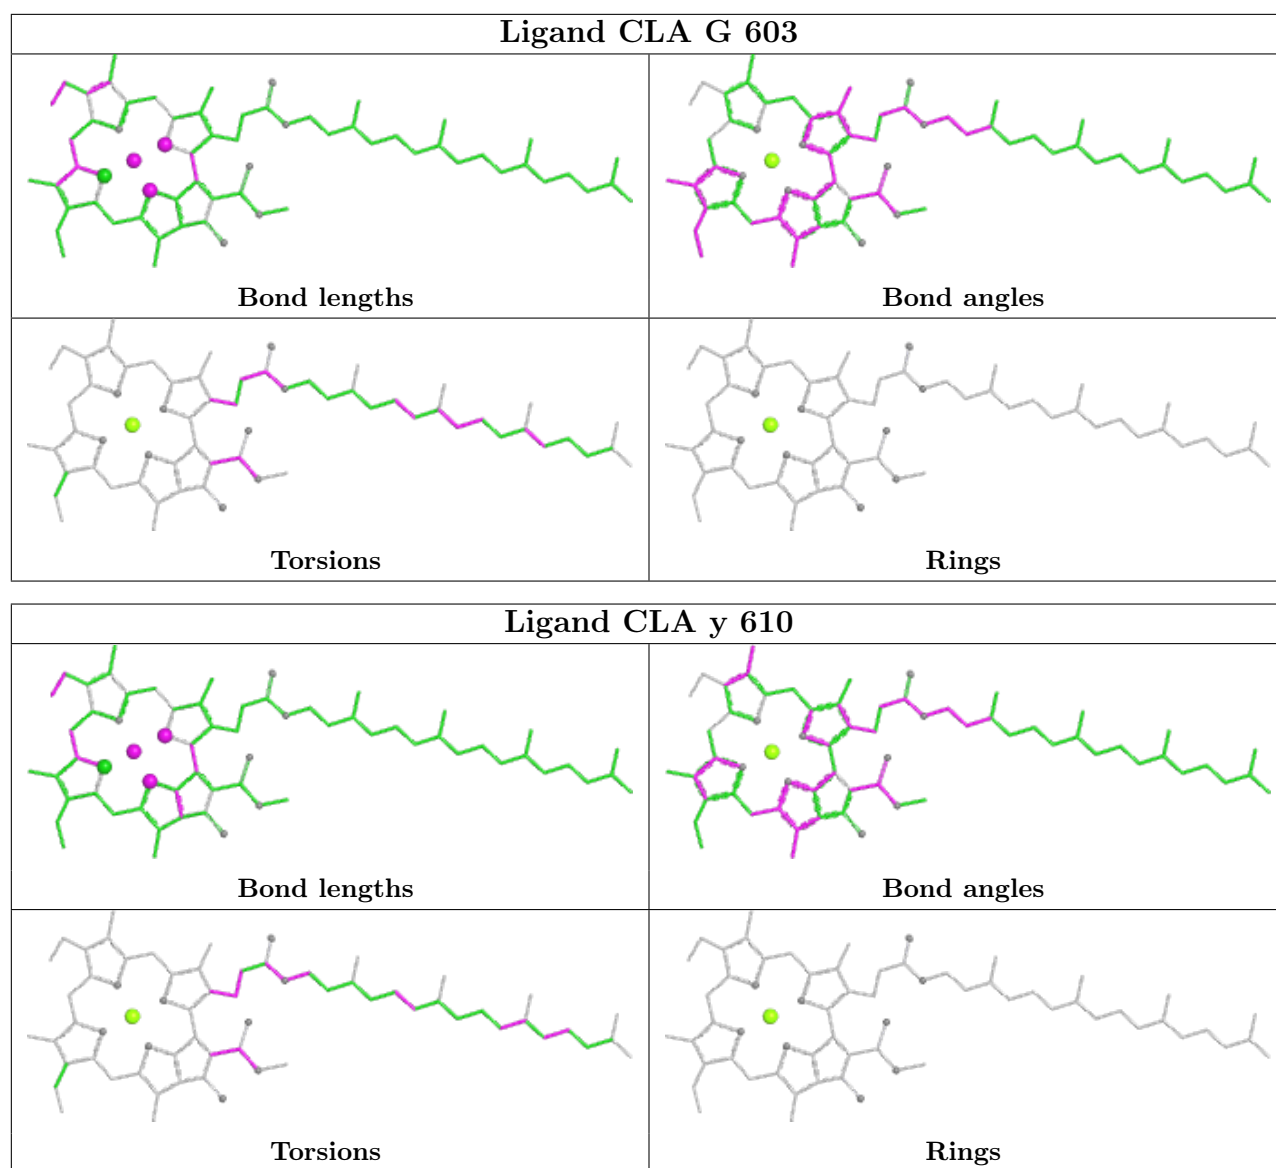 Ligand CLA G 603
Bond lengths
Bond angles
Torsions
Rings
Ligand CLA y 610
Bond lengths
Bond angles
Torsions
Rings